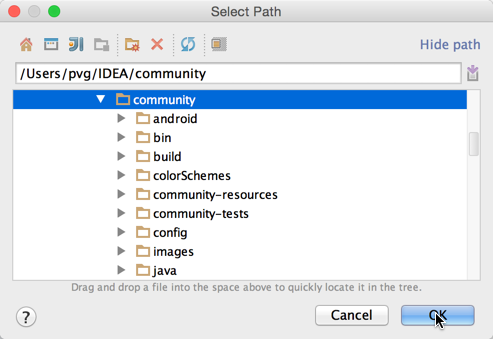 Select Path
Hide path
/Users/pvg/IDEA/community
community
android
bin
build
colorSchemes
community-resources
community-tests
config
images
java
Drag and drop a file into the space above to quickly locate it in the tree.
?
Cancel
OK